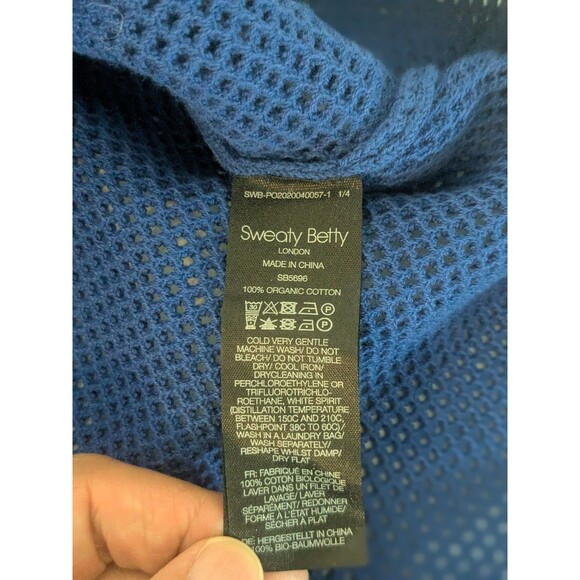 SWB-PO2020040057-1 1/4
Sweaty Betty
LONDON
MADE IN CHINA
SB5696
100% ORGANIC COTTON
COLD VERY GENTLE
MACHINE WASH/ DO NOT
BLEACH/ DO NOT TUMBLE
DRY/ COOL IRON/
DRYCLEANING IN
PERCHLOROETHYLENE OR
TRIFLUOROTRICHLO-
ROETHANE, WHITE SPIRIT
(DISTILLATION TEMPERATURE
BETWEEN 150C AND 210C,
FLASHPOINT 38C TO 60C)/
WASH IN A LAUNDRY BAG/
WASH SEPARATELY/
RESHAPE WHILST DAMP/
DRY FLAT
FR: FABRIQUÉ EN CHINE
100% COTON BIOLOGIQUE
LAVER DANS UN FILET DE
LAVAGE/ LAVER
SÉPARÉMENT/ REDONNER
FORME À L'ÉTAT HUMIDE/
SÉCHER À PLAT
DE: HERGESTELLT IN CHINA
100% BIO-BAUMWOLLE